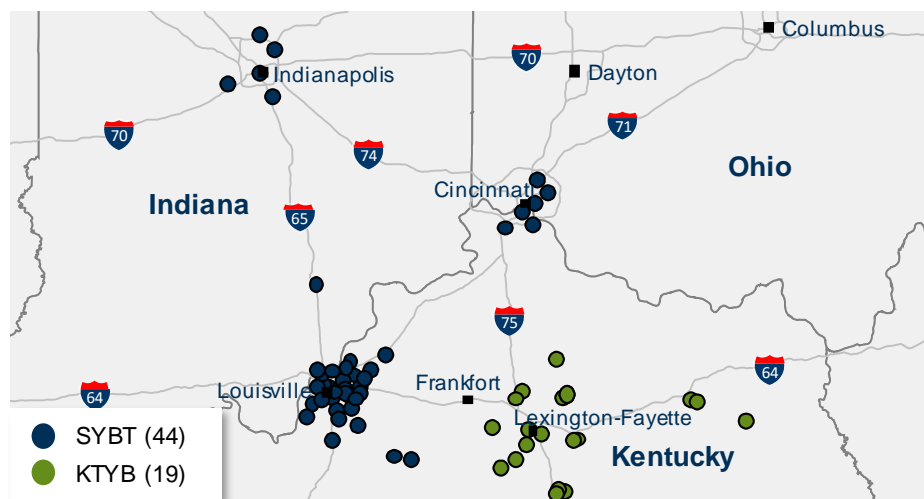 Columbus
70
Indianapolis
Dayton
71
70
74
Ohio
Cincinnati
Indiana
65
75
64
Frankfort
Louisville
64
Lexington-Fayette
SYBT (44)
Kentucky
KTYB (19)